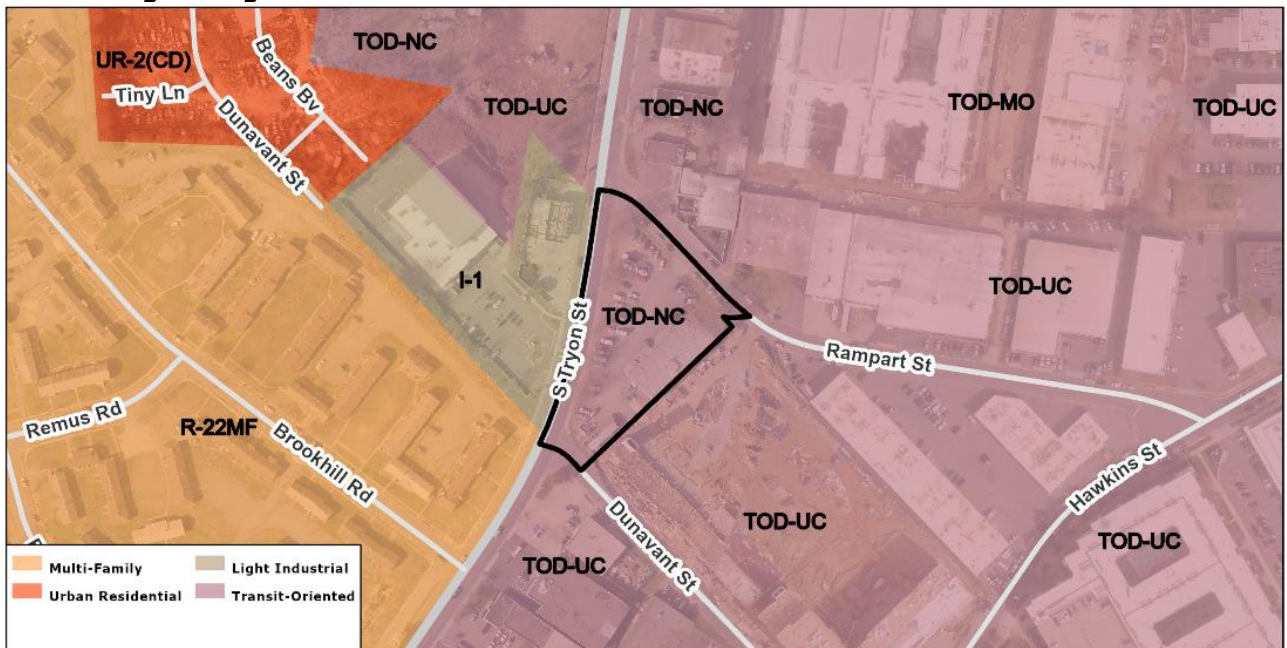 TOD-NC
UR-2(CD)
Beans Bv
Tiny Ln
Dunavant St
TOD-UC
TOD-NC
TOD-MO
TOD-UC
I-1
S Tryon St
TOD-NC
TOD-UC
Rampart St
Remus Rd
R-22MF
Brookhill Rd
Hawkins St
Dunavant St
TOD-UC
TOD-UC
TOD-UC
Multi-Family
Light Industrial
Urban Residential
Transit-Oriented